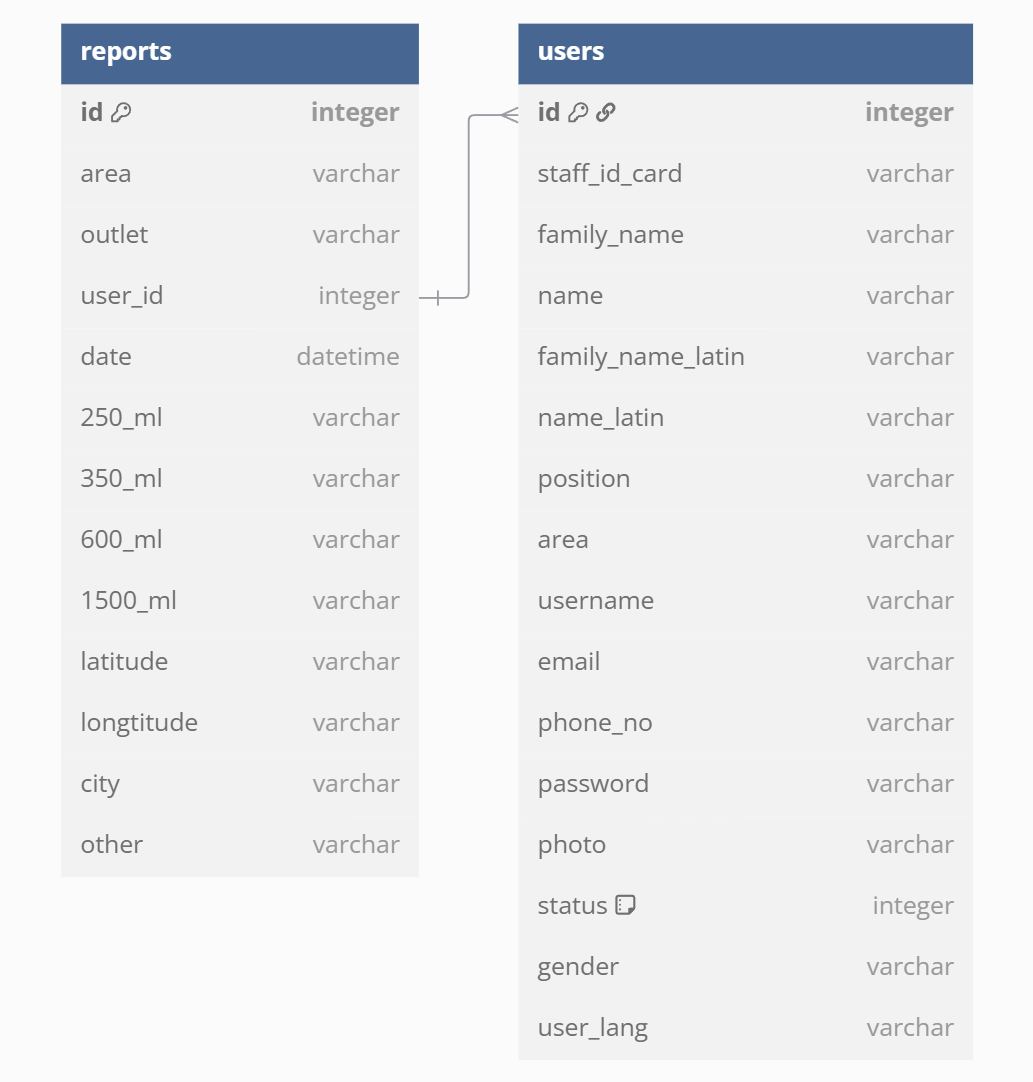 reports
id integer
area varchar
outlet varchar
user_id integer
date datetime
250_ml varchar
350_ml varchar
600_ml varchar
1500_ml varchar
latitude varchar
longtitude varchar
city varchar
other varchar
users
id integer
staff_id_card varchar
family_name varchar
name varchar
family_name_latin varchar
name_latin varchar
position varchar
area varchar
username varchar
email varchar
phone_no varchar
password varchar
photo varchar
status integer
gender varchar
user_lang varchar